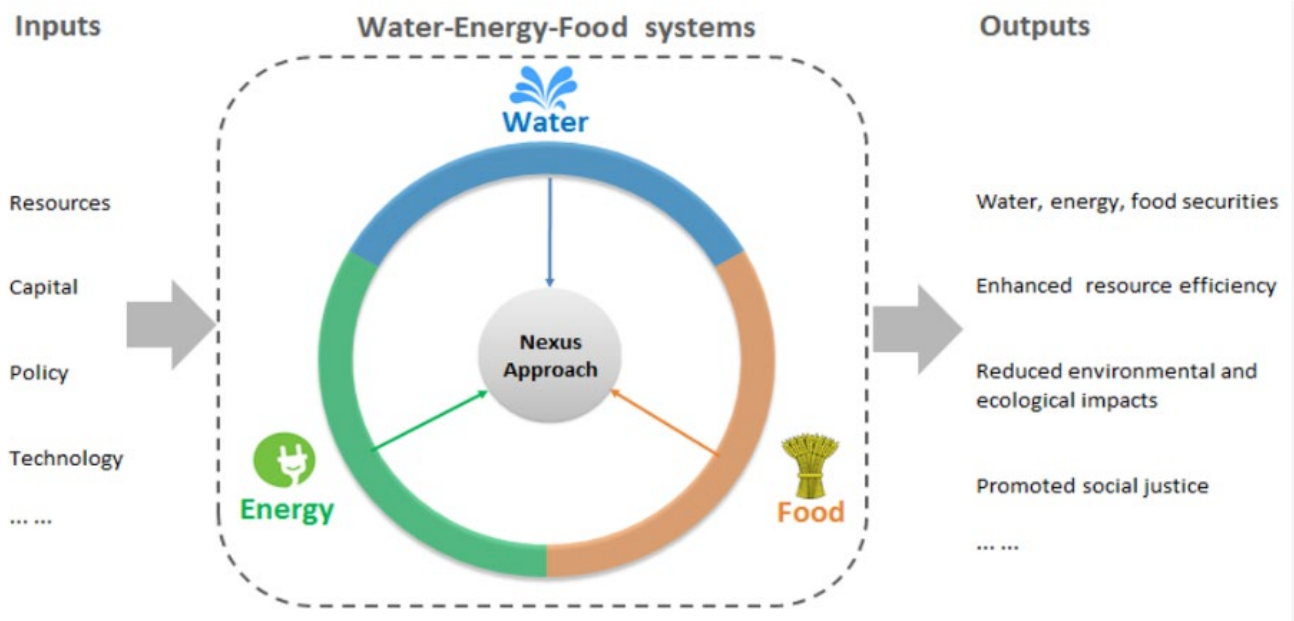 Inputs
Water-Energy-Food systems
Outputs
Resources
Capital
Policy
Technology
... ...
Water
Nexus
Approach
Energy
Food
Water, energy, food securities
Enhanced resource efficiency
Reduced environmental and
ecological impacts
Promoted social justice
... ...